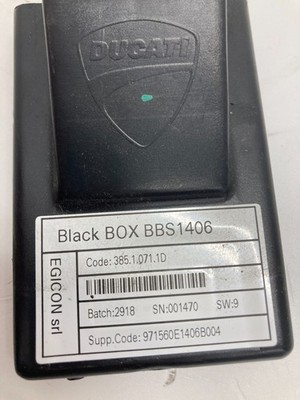 DUCATI
Black BOX BBS1406
EGICON srl
Code: 385.1.071.1D
Batch:2918 SN:001470 SW:9
Supp.Code: 971560E1406B004